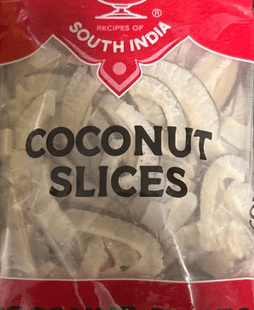 RECIPES OF
SOUTH INDIA
®
COCONUT
SLICES